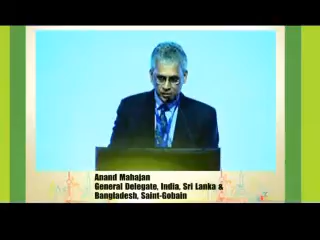 Anand Mahajan
General Delegate, India, Sri Lanka &
Bangladesh, Saint-Gobain